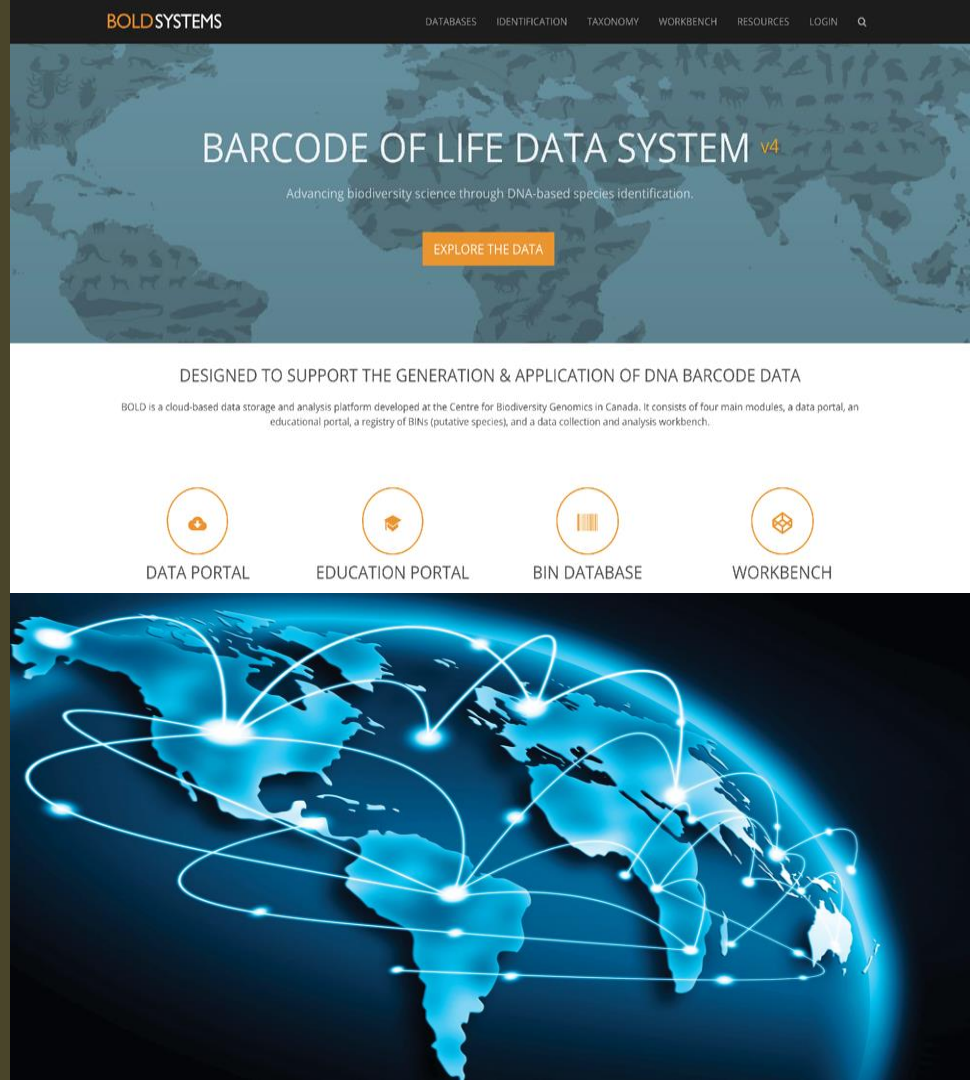 BOLDSYSTEMS
DATABASES IDENTIFICATION TAXONOMY WORKBENCH RESOURCES LOGIN
BARCODE OF LIFE DATA SYSTEM v4
Advancing biodiversity science through DNA-based species identification.
EXPLORE THE DATA
DESIGNED TO SUPPORT THE GENERATION & APPLICATION OF DNA BARCODE DATA
BOLD is a cloud-based data storage and analysis platform developed at the Centre for Biodiversity Genomics in Canada. It consists of four main modules, a data portal, an
educational portal, a registry of BINs (putative species), and a data collection and analysis workbench.
DATA PORTAL EDUCATION PORTAL BIN DATABASE WORKBENCH